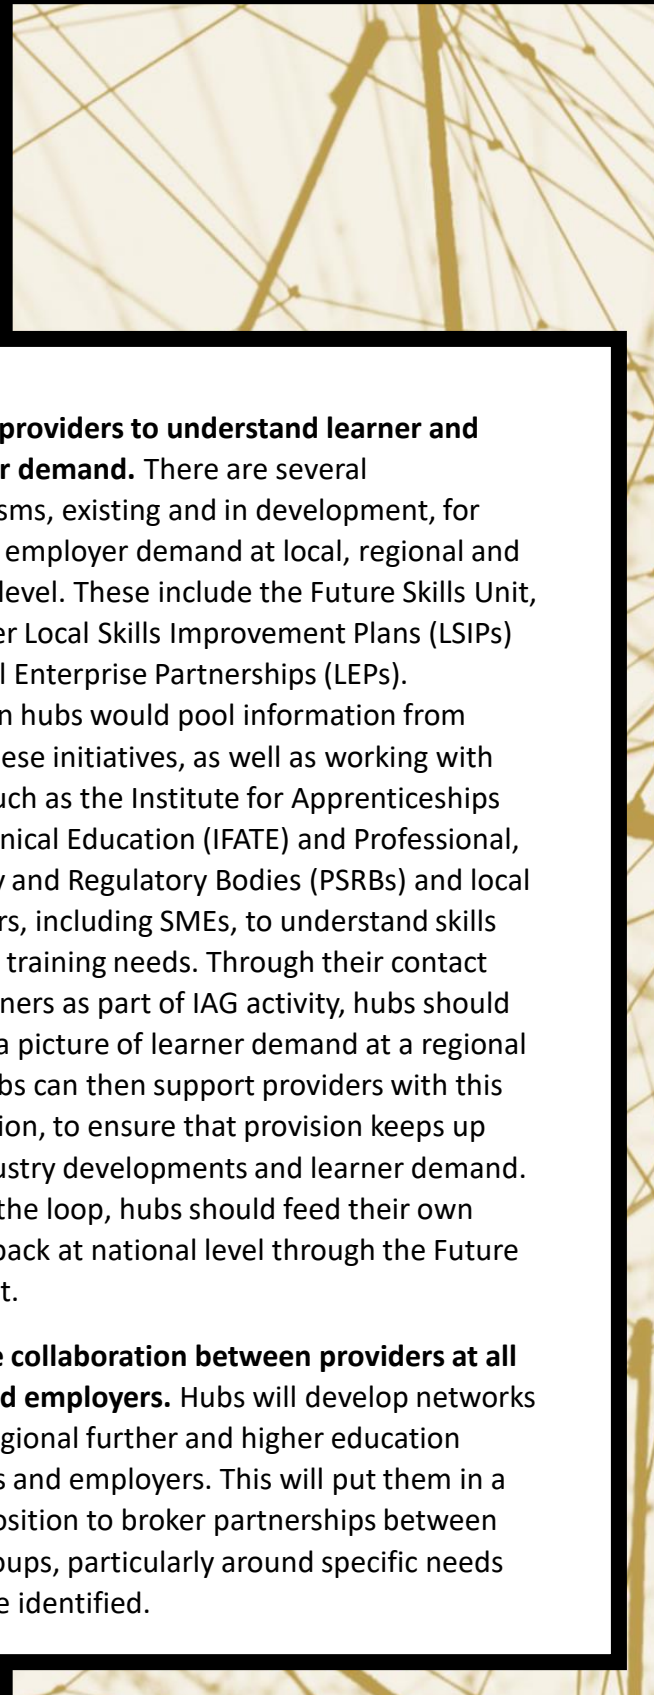 providers to understand learner and
r demand. There are several
sms, existing and in development, for
employer demand at local, regional and
level. These include the Future Skills Unit,
er Local Skills Improvement Plans (LSIPs)
l Enterprise Partnerships (LEPs).
n hubs would pool information from
ese initiatives, as well as working with
uch as the Institute for Apprenticeships
nical Education (IFATE) and Professional,
y and Regulatory Bodies (PSRBs) and local
rs, including SMEs, to understand skills
training needs. Through their contact
ners as part of IAG activity, hubs should
a picture of learner demand at a regional
bs can then support providers with this
ion, to ensure that provision keeps up
ustry developments and learner demand.
the loop, hubs should feed their own
back at national level through the Future
t.
e collaboration between providers at all
d employers. Hubs will develop networks
egional further and higher education
s and employers. This will put them in a
osition to broker partnerships between
oups, particularly around specific needs
e identified.